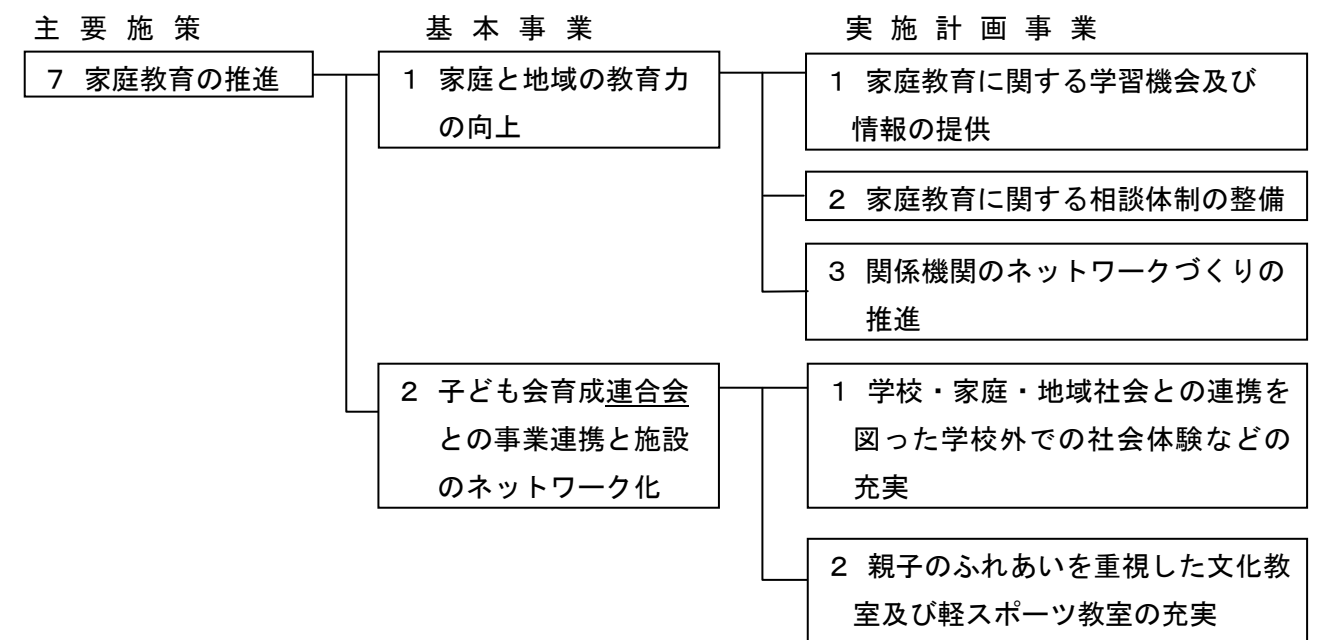 主要施策
基本事業
実施計画事業
７ 家庭教育の推進
１ 家庭と地域の教育力
の向上
１ 家庭教育に関する学習機会及び
情報の提供
２ 家庭教育に関する相談体制の整備
３ 関係機関のネットワークづくりの
推進
２ 子ども会育成連合会
との事業連携と施設
のネットワーク化
１ 学校・家庭・地域社会との連携を
図った学校外での社会体験などの
充実
２ 親子のふれあいを重視した文化教
室及び軽スポーツ教室の充実